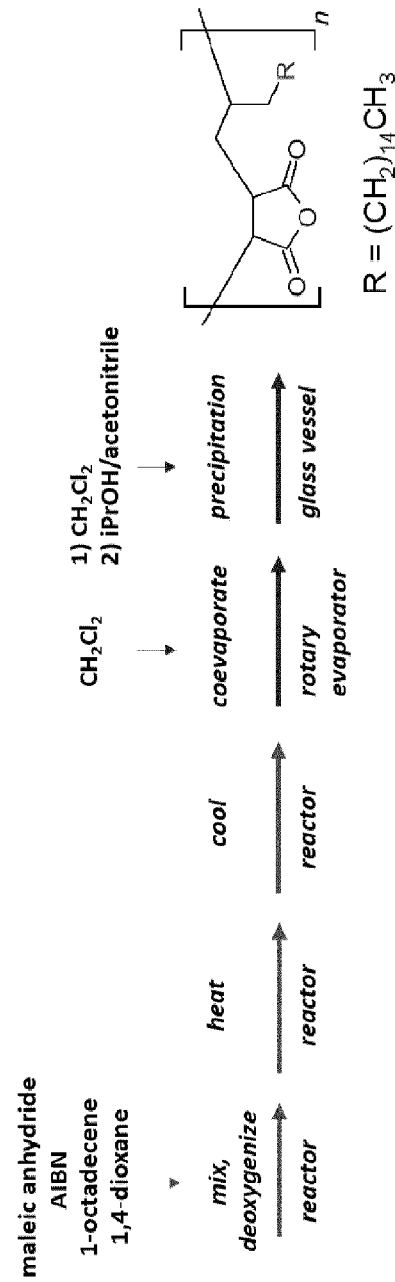 maleic anhydride
AIBN
1-octadecene
1,4-dioxane
mix,
deoxygenize
reactor
heat
reactor
cool
reactor
CH2Cl2
coevaporate
rotary
evaporator
1) CH2Cl2
2) iPrOH/acetonitrile
precipitation
glass vessel
O
O
O
R
n
R = (CH2)14CH3